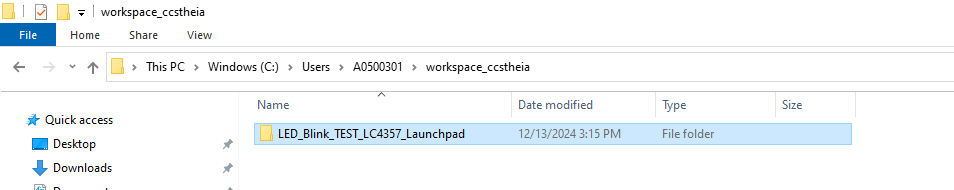 workspace_ccstheia
File Home Share View
This PC Windows (C:) Users A0500301 workspace_ccstheia
Name Date modified Type Size
Quick access
LED_Blink_TEST_LC4357_Launchpad 12/13/2024 3:15 PM File folder
Desktop
Downloads